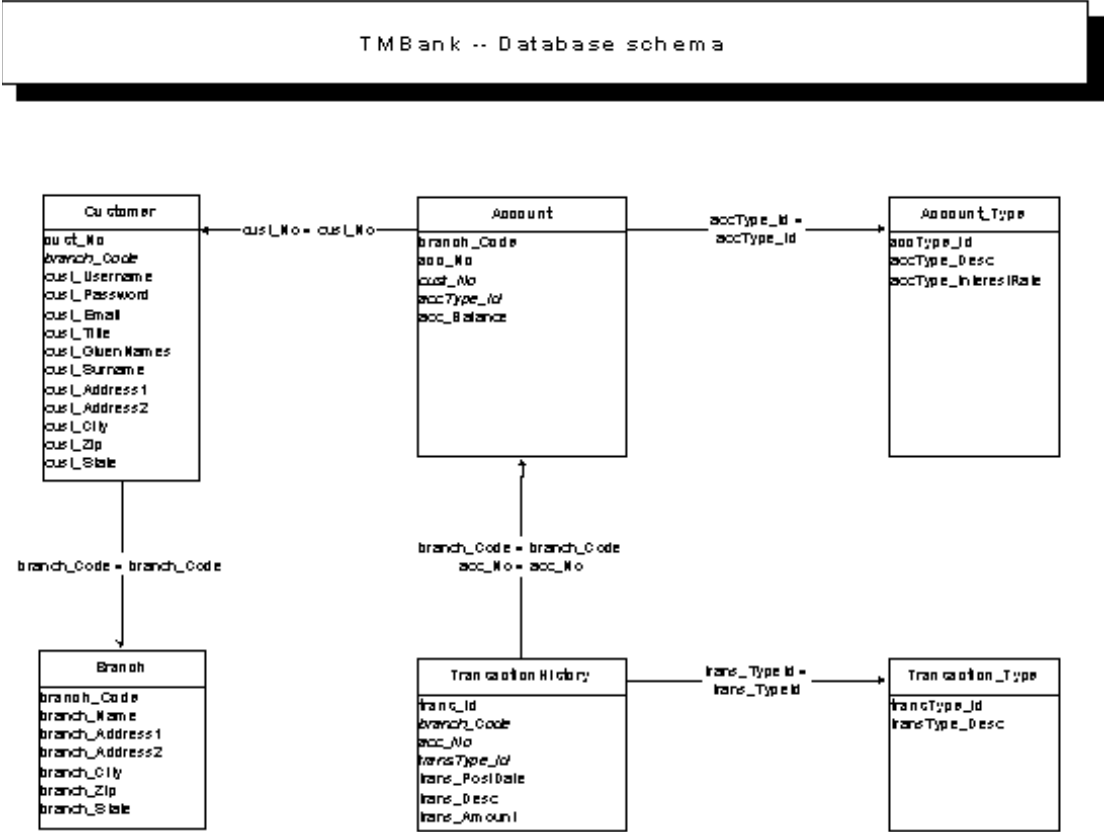 TMBank -- Database schema
Customer
cust_No
branch_Code
cust_Username
cust_Password
cust_Email
cust_Title
cust_GivenNames
cust_Surname
cust_Address1
cust_Address2
cust_City
cust_Zip
cust_State
cust_No = cust_No
Account
branch_Code
acc_No
cust_No
accType_Id
acc_Balance
accType_Id =
accType_Id
Account_Type
accType_Id
accType_Desc
accType_InterestRate
branch_Code = branch_Code
branch_Code = branch_Code
acc_No = acc_No
Branch
branch_Code
branch_Name
branch_Address1
branch_Address2
branch_City
branch_Zip
branch_State
TransactionHistory
trans_Id
branch_Code
acc_No
transType_Id
trans_PostDate
trans_Desc
trans_Amount
trans_TypeId =
trans_TypeId
Transaction_Type
transType_Id
transType_Desc